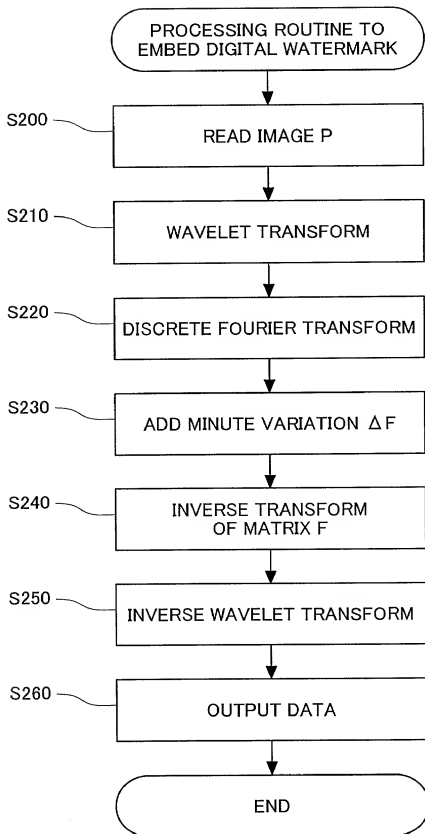 PROCESSING ROUTINE TO
EMBED DIGITAL WATERMARK
S200
READ IMAGE P
S210
WAVELET TRANSFORM
S220
DISCRETE FOURIER TRANSFORM
S230
ADD MINUTE VARIATION Δ F
S240
INVERSE TRANSFORM
OF MATRIX F
S250
INVERSE WAVELET TRANSFORM
S260
OUTPUT DATA
END